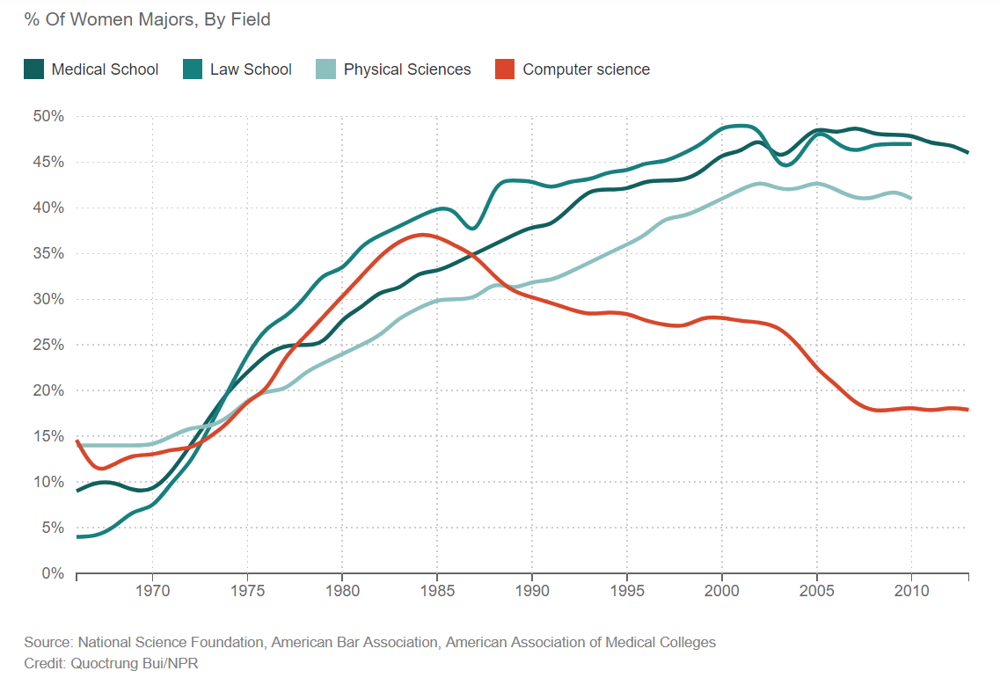 % Of Women Majors, By Field
Medical School Law School Physical Sciences Computer science
50%
45%
40%
35%
30%
25%
20%
15%
10%
5%
0%
1970 1975 1980 1985 1990 1995 2000 2005 2010
Source: National Science Foundation, American Bar Association, American Association of Medical Colleges
Credit: Quoctrung Bui/NPR